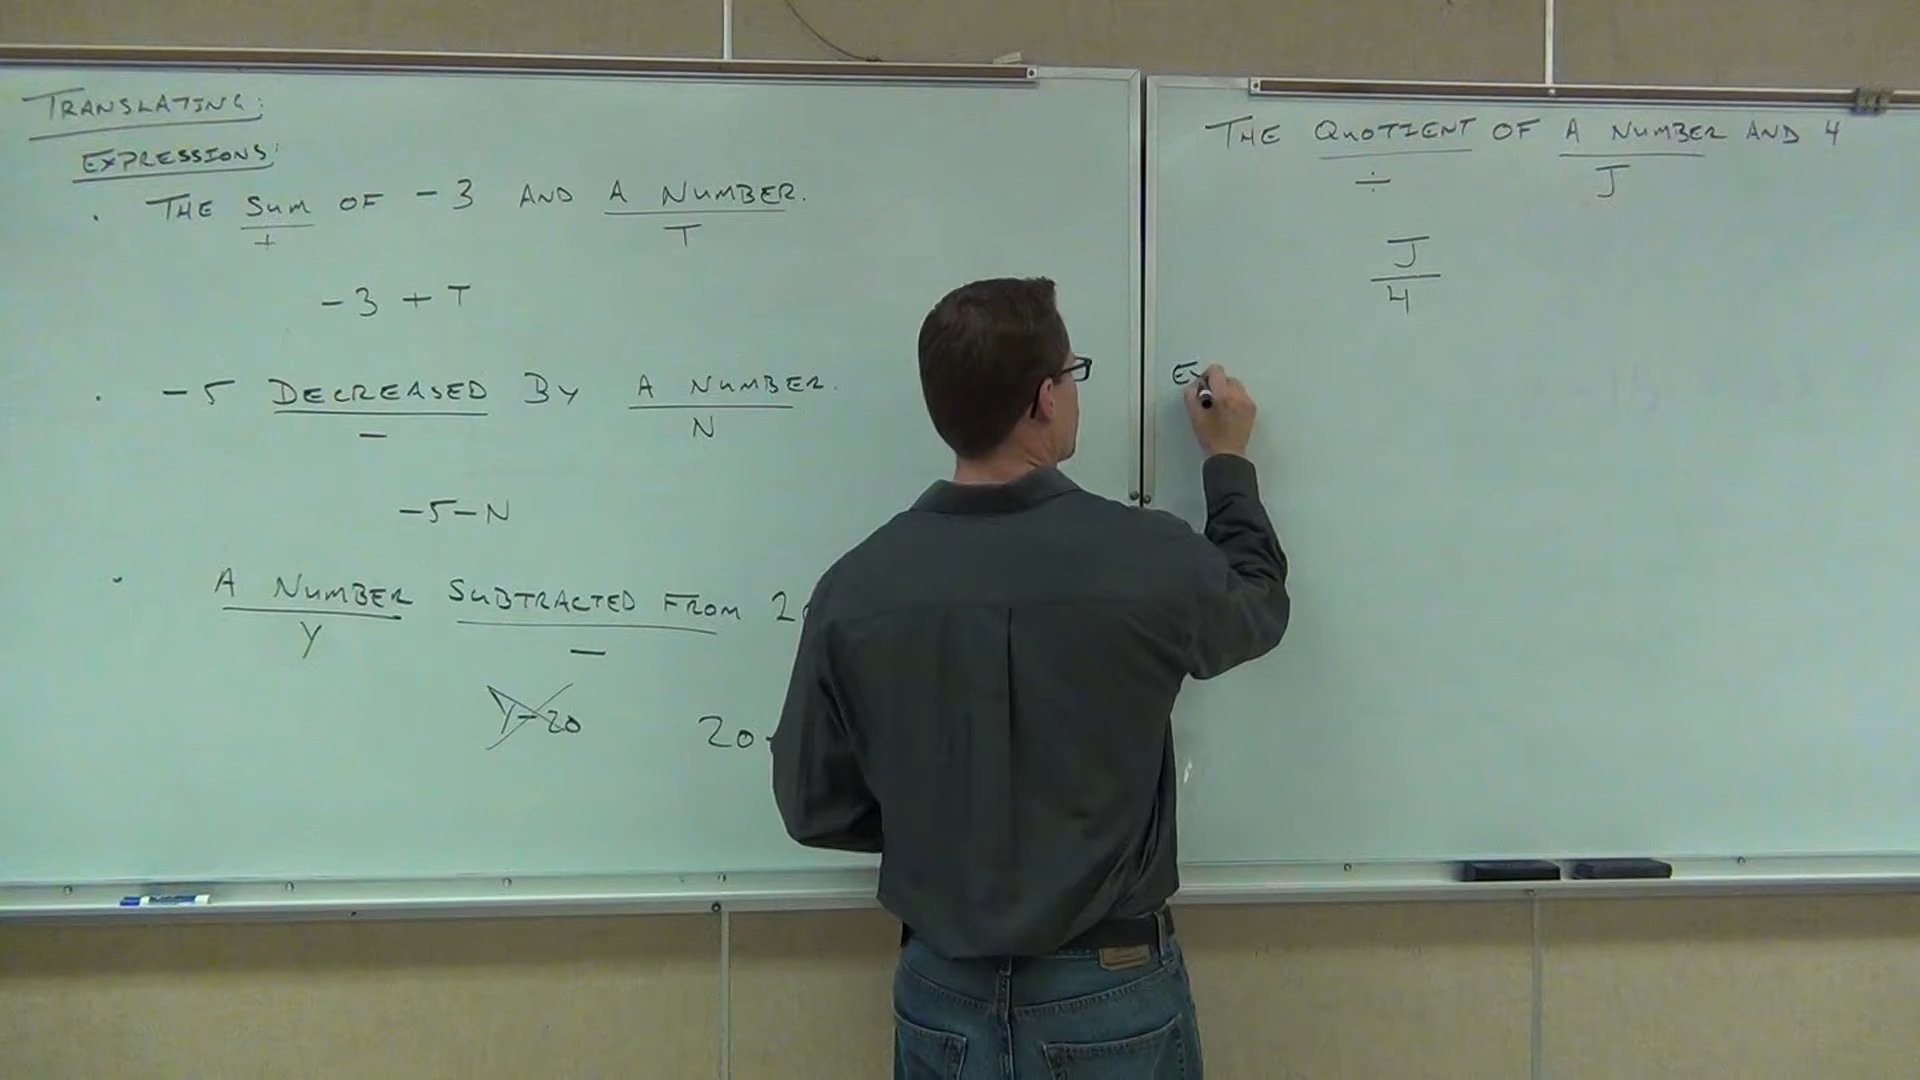 TRANSLATING:
EXPRESSIONS:
· THE SUM OF -3 AND A NUMBER.
+ T
-3 + T
· -5 DECREASED BY A NUMBER.
- N
-5-N
· A NUMBER SUBTRACTED FROM 20
Y -
Y-20 20-
THE QUOTIENT OF A NUMBER AND 4
÷ J
J
4